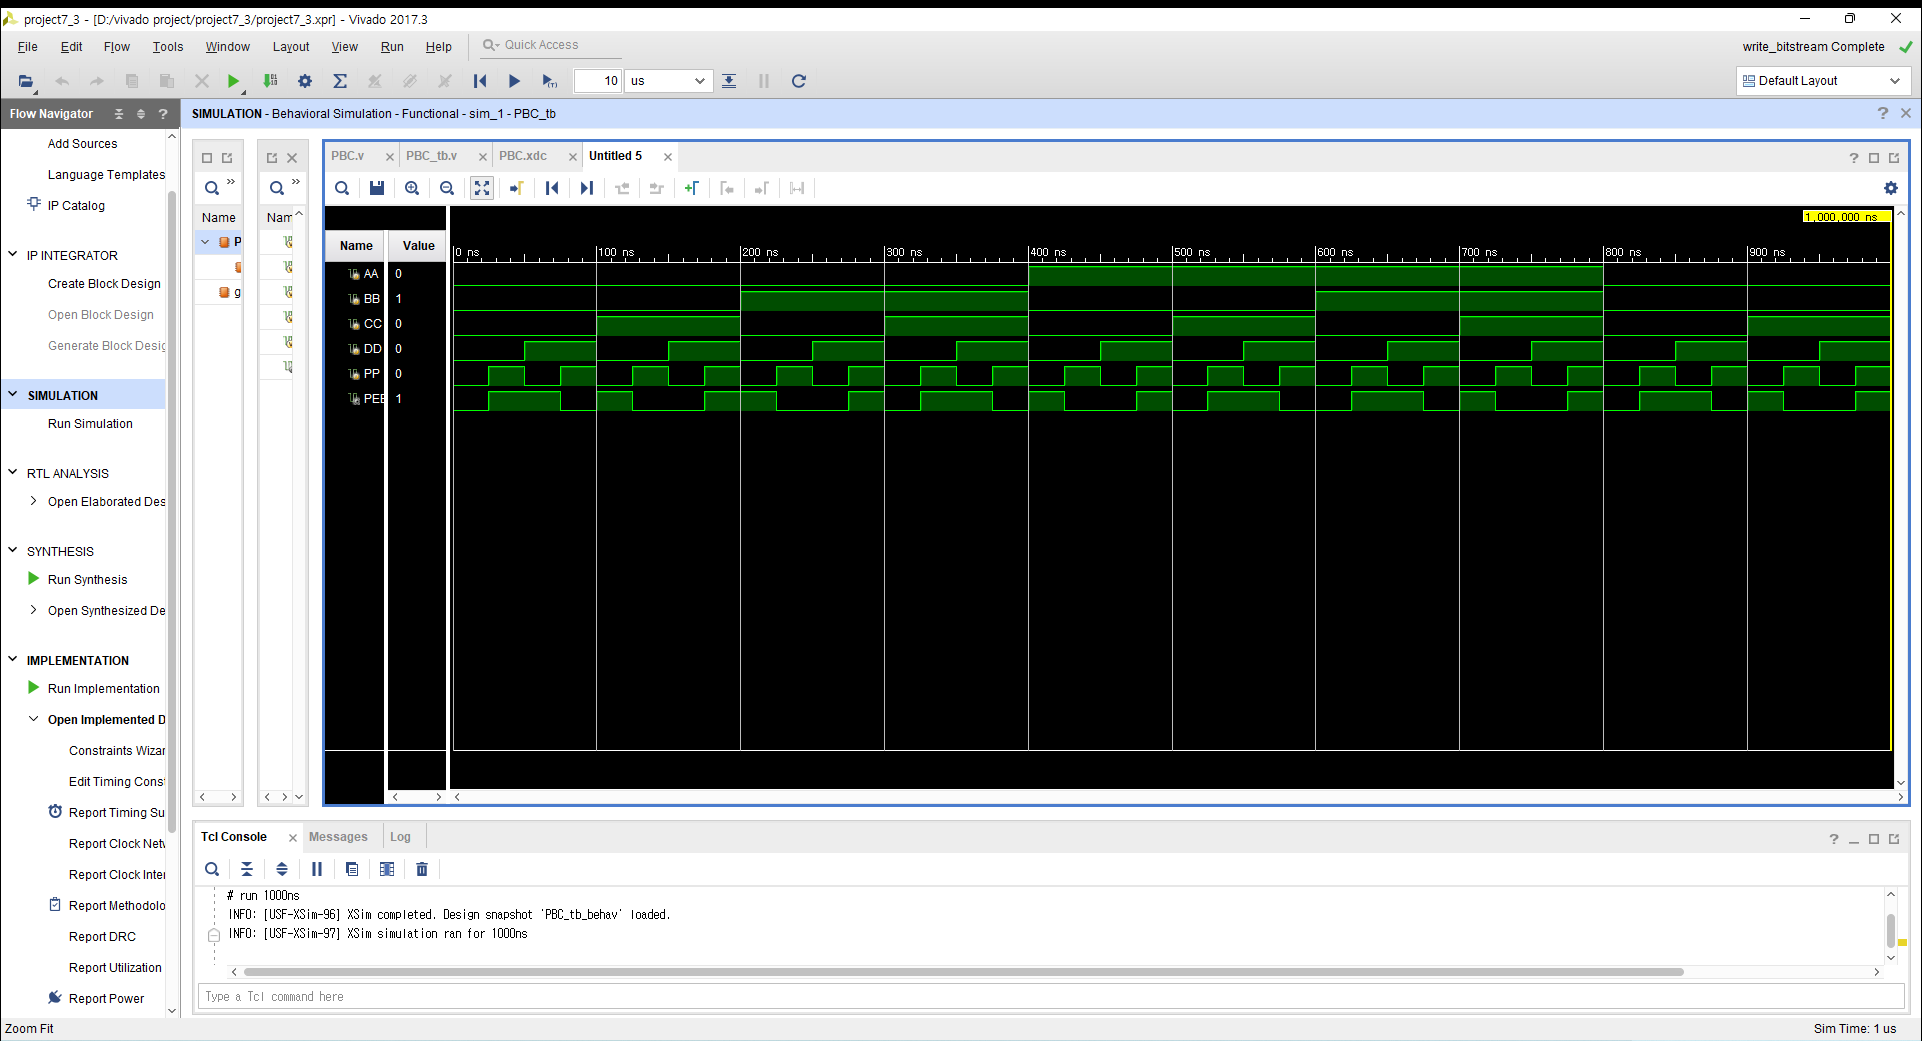 project7_3 - [D:/vivado project/project7_3/project7_3.xpr] - Vivado 2017.3
File Edit Flow Tools Window Layout View Run Help Quick Access
write_bitstream Complete
10 us
Default Layout
Flow Navigator
SIMULATION - Behavioral Simulation - Functional - sim_1 - PBC_tb
Add Sources
Language Templates
IP Catalog
IP INTEGRATOR
Create Block Design
Open Block Design
Generate Block Desig
SIMULATION
Run Simulation
RTL ANALYSIS
Open Elaborated Des
SYNTHESIS
Run Synthesis
Open Synthesized De
IMPLEMENTATION
Run Implementation
Open Implemented D
Constraints Wizar
Edit Timing Const
Report Timing Su
Report Clock Netw
Report Clock Inter
Report Methodolo
Report DRC
Report Utilization
Report Power
Name
P
g
Nam
PBC.v PBC_tb.v PBC.xdc Untitled 5
1,000,000 ns
Name Value
0 ns 100 ns 200 ns 300 ns 400 ns 500 ns 600 ns 700 ns 800 ns 900 ns
AA 0
BB 1
CC 0
DD 0
PP 0
PEE 1
Tcl Console Messages Log
# run 1000ns
INFO: [USF-XSim-96] XSim completed. Design snapshot 'PBC_tb_behav' loaded.
INFO: [USF-XSim-97] XSim simulation ran for 1000ns
Type a Tcl command here
Zoom Fit
Sim Time: 1 us